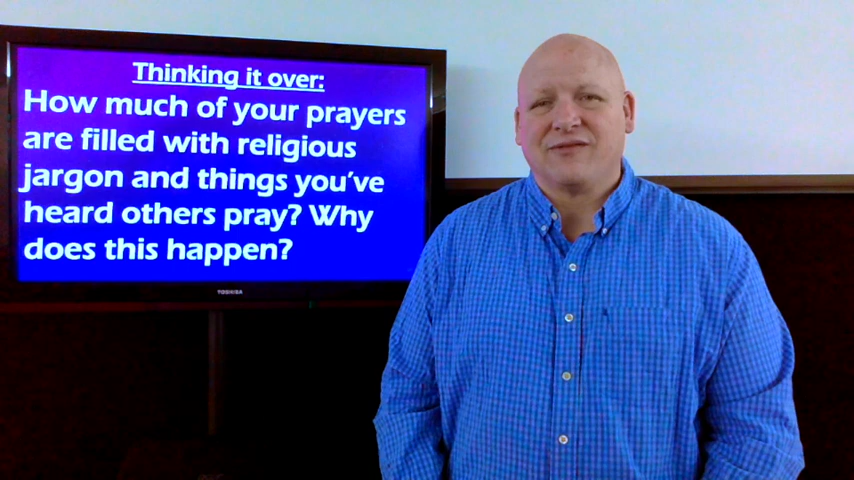 Thinking it over:
How much of your prayers
are filled with religious
jargon and things you've
heard others pray? Why
does this happen?
TOSHIBA